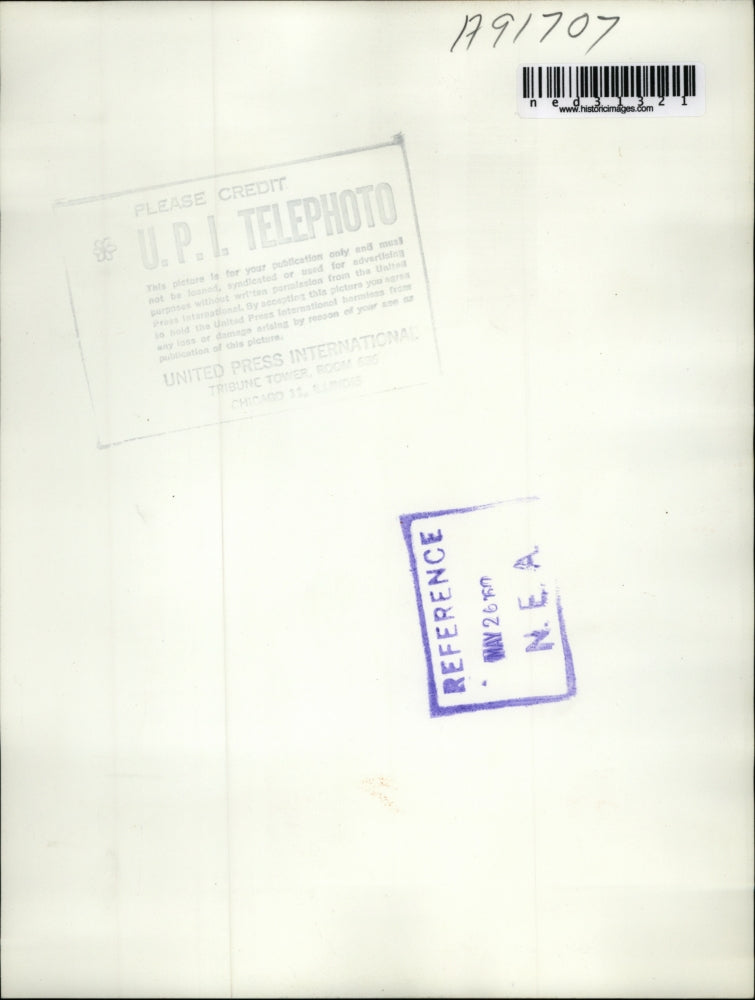 A91707
ned31321
www.historicimages.com
PLEASE CREDIT
U. P. I. TELEPHOTO
This picture is for your publication only and must
not be loaned, syndicated or used for advertising
purposes without written permission from the United
Press International. By accepting this picture you agree
to hold the United Press International harmless from
any loss or damage arising by reason of your use or
publication of this picture.
UNITED PRESS INTERNATIONAL
TRIBUNE TOWER, ROOM
CHICAGO 11, ILLINOIS
REFERENCE
MAY 26
N. E. A.